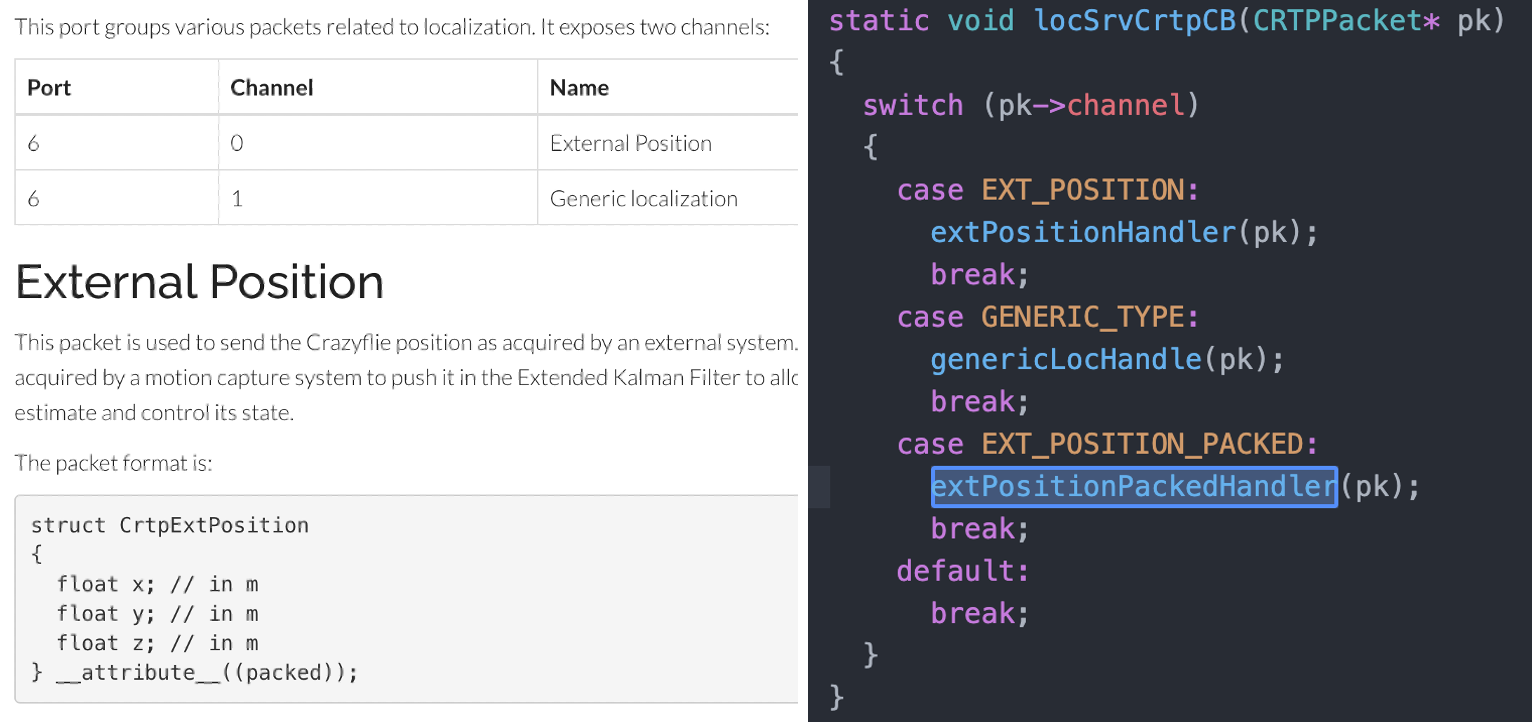 This port groups various packets related to localization. It exposes two channels:
Port Channel Name
6 0 External Position
6 1 Generic localization
External Position
This packet is used to send the Crazyflie position as acquired by an external system.
acquired by a motion capture system to push it in the Extended Kalman Filter to
estimate and control its state.
The packet format is:
struct CrtpExtPosition
{
  float x; // in m
  float y; // in m
  float z; // in m
} __attribute__((packed));
static void locSrvCrtpCB(CRTPPacket* pk)
{
  switch (pk->channel)
  {
    case EXT_POSITION:
      extPositionHandler(pk);
      break;
    case GENERIC_TYPE:
      genericLocHandle(pk);
      break;
    case EXT_POSITION_PACKED:
      extPositionPackedHandler(pk);
      break;
    default:
      break;
  }
}